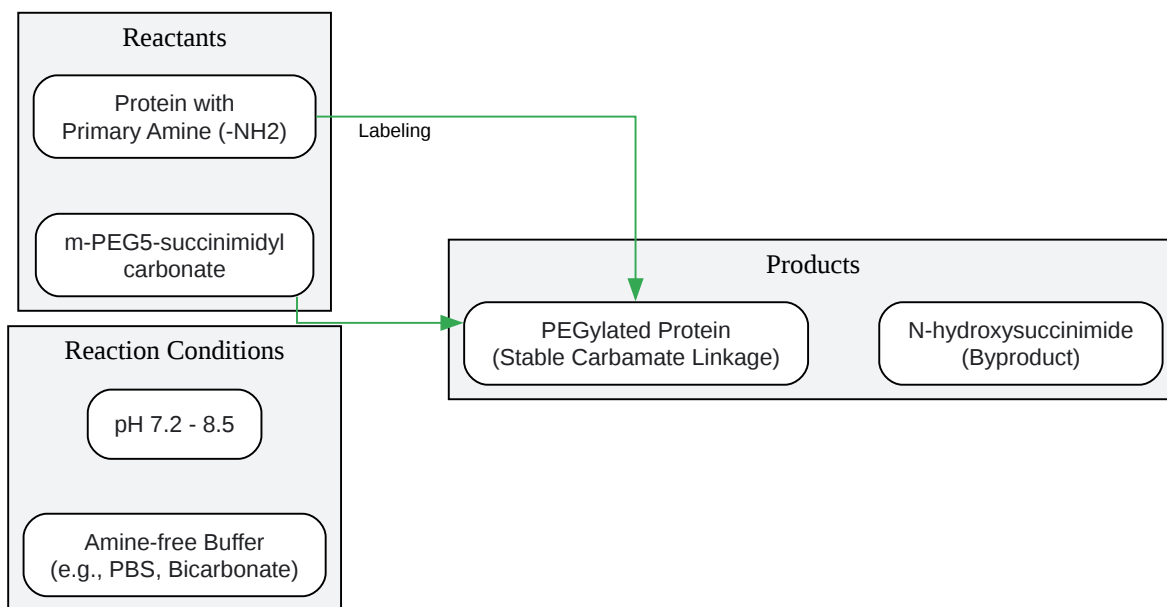 Reactants
Protein with
Primary Amine (-NH2)
Labeling
m-PEG5-succinimidyl
carbonate
Products
PEGylated Protein
(Stable Carbamate Linkage)
N-hydroxysuccinimide
(Byproduct)
Reaction Conditions
pH 7.2 - 8.5
Amine-free Buffer
(e.g., PBS, Bicarbonate)